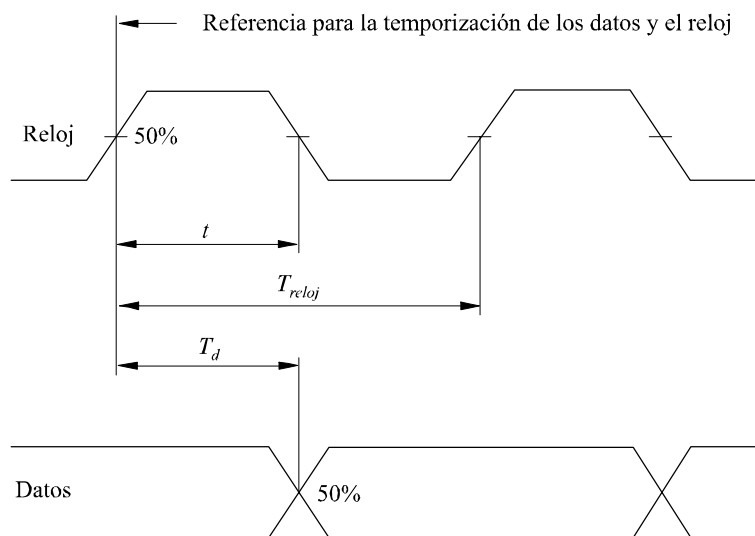 Referencia para la temporización de los datos y el reloj
Reloj
50%
t
T_reloj
T_d
Datos
50%